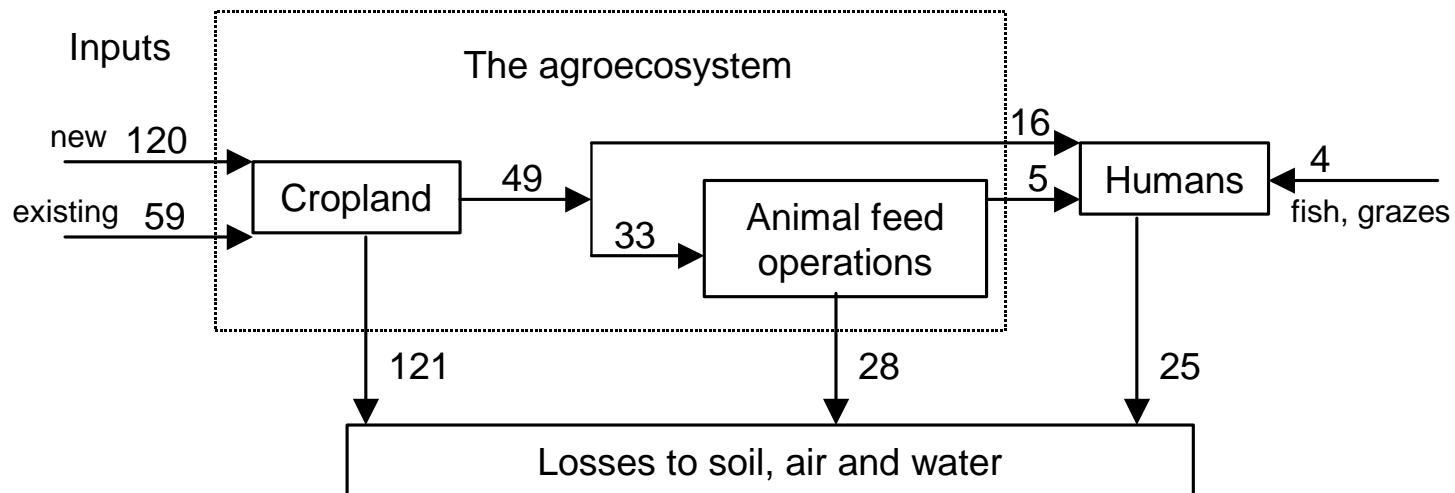 Inputs
The agroecosystem
new 120
16
4
Cropland
49
5
Humans
existing 59
33
Animal feed
operations
fish, grazes
121
28
25
Losses to soil, air and water